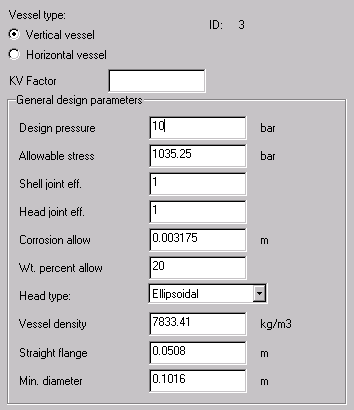 Vessel type:
ID: 3
Vertical vessel
Horizontal vessel
KV Factor
General design parameters
Design pressure 10 bar
Allowable stress 1035.25 bar
Shell joint eff. 1
Head joint eff. 1
Corrosion allow 0.003175 m
Wt. percent allow 20
Head type: Ellipsoidal
Vessel density 7833.41 kg/m3
Straight flange 0.0508 m
Min. diameter 0.1016 m